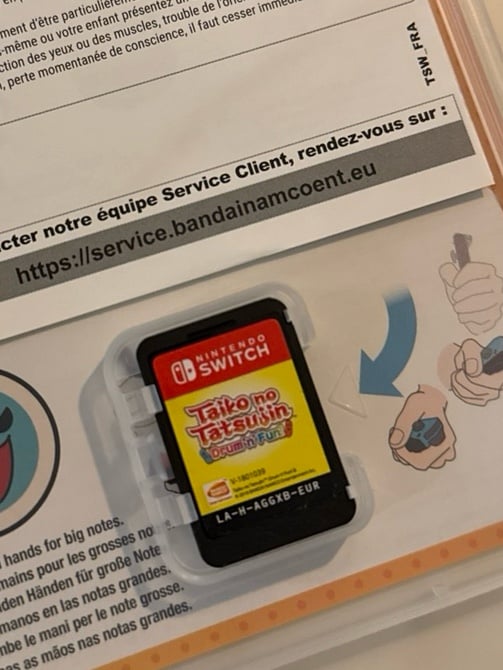 ment d'être particulièrement
-même ou votre enfant présentez
ction des yeux ou des muscles, trouble de l'ori
, perte momentanée de conscience, il faut cesser immé
TSW_FRA
cter notre équipe Service Client, rendez-vous sur :
https://service.bandainamcoent.eu
NINTENDO
SWITCH
Taiko no
Tatsujin
Drum'n'Fun!
V-1801039
LA-H-AGGXB-EUR
hands for big notes.
mains pour les grosses no
den Händen für große Note
manos en las notas grandes.
mbe le mani per le note grosse.
as mãos nas notas grandes.